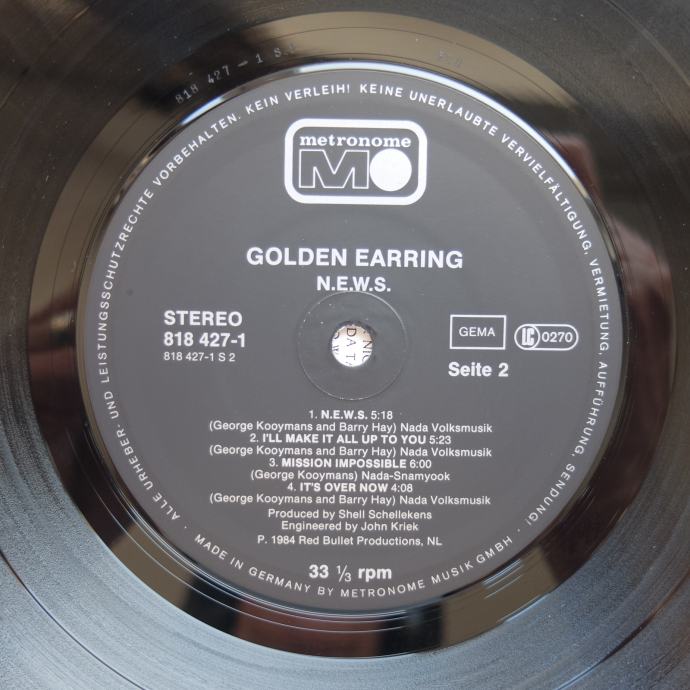 818 427 - 1 S
ALLE URHEBER- UND LEISTUNGSSCHUTZRECHTE VORBEHALTEN. KEIN VERLEIH! KEINE UNERLAUBTE VERVIELFÄLTIGUNG, VERMIETUNG, AUFFÜHRUNG, SENDUNG!
metronome
GOLDEN EARRING
N.E.W.S.
STEREO
818 427-1
818 427-1 S 2
GEMA
LC 0270
Seite 2
1. N.E.W.S. 5:18
(George Kooymans and Barry Hay) Nada Volksmusik
2. I'LL MAKE IT ALL UP TO YOU 5:23
(George Kooymans and Barry Hay) Nada Volksmusik
3. MISSION IMPOSSIBLE 6:00
(George Kooymans) Nada-Snamyook
4. IT'S OVER NOW 4:08
(George Kooymans and Barry Hay) Nada Volksmusik
Produced by Shell Schellekens
Engineered by John Kriek
P. 1984 Red Bullet Productions, NL
33 1/3 rpm
· MADE IN GERMANY BY METRONOME MUSIK GMBH ·